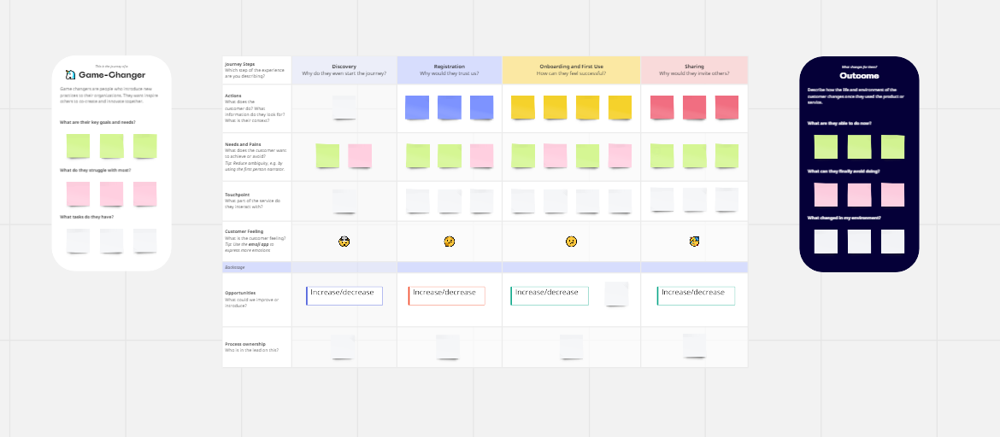 This is the journey of a
Game-Changer
Game changers are people who introduce new
practices to their organizations. They want inspire
others to co-create and innovate superior.
What are their key goals and needs?
What do they struggle with most?
What tasks do they have?
Journey Steps
Which step of the experience
are you describing?
Discovery
Why do they even start the journey?
Registration
Why would they trust us?
Onboarding and First Use
How can they feel successful?
Sharing
Why would they invite others?
Actions
What does the
customer do? What
information do they look for?
What is their context?
Needs and Pains
What does the customer want
to achieve or avoid?
Tip: Reduce ambiguity, e.g. by
using the first person narrator.
Touchpoint
What part of the service do
they interact with?
Customer Feeling
What is the customer feeling?
Tip: Use the emoji app to
express more emotions
Backstage
Opportunities
What could we improve or
introduce?
Increase/decrease
Increase/decrease
Increase/decrease
Increase/decrease
Process ownership
Who is in the lead on this?
What changes for them?
Outcome
Describe how the life and environment of the
customer changes once they used the product or
service.
What are they able to do now?
What can they finally avoid doing?
What changed in my environment?